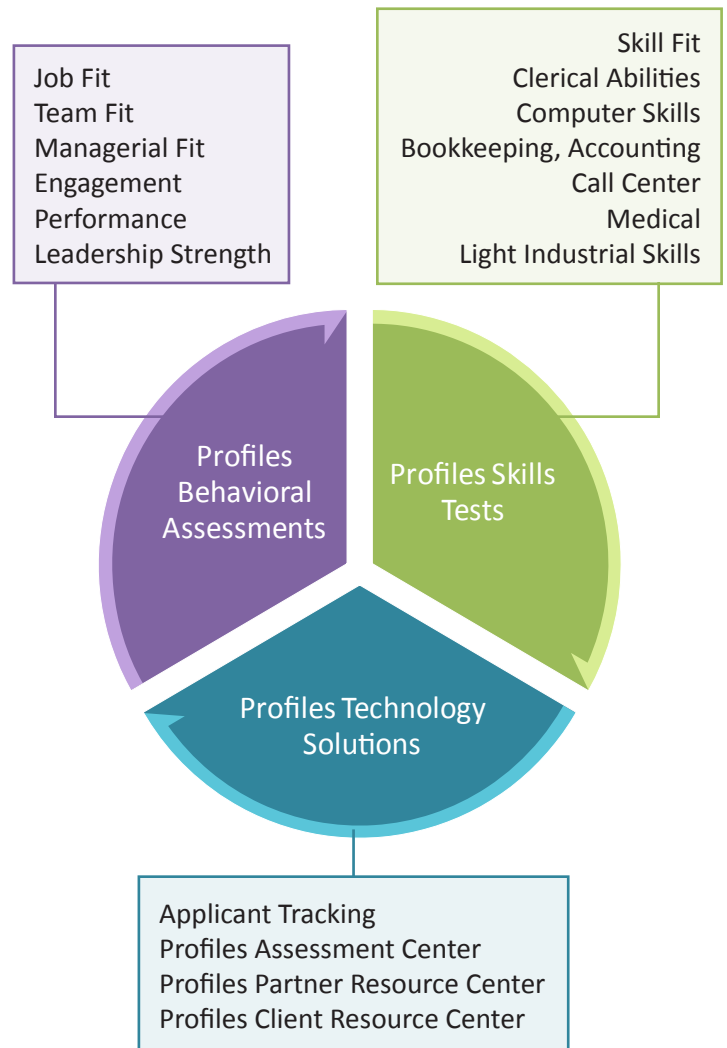 Job Fit
Team Fit
Managerial Fit
Engagement
Performance
Leadership Strength
Skill Fit
Clerical Abilities
Computer Skills
Bookkeeping, Accounting
Call Center
Medical
Light Industrial Skills
Profiles
Behavioral
Assessments
Profiles Skills
Tests
Profiles Technology
Solutions
Applicant Tracking
Profiles Assessment Center
Profiles Partner Resource Center
Profiles Client Resource Center